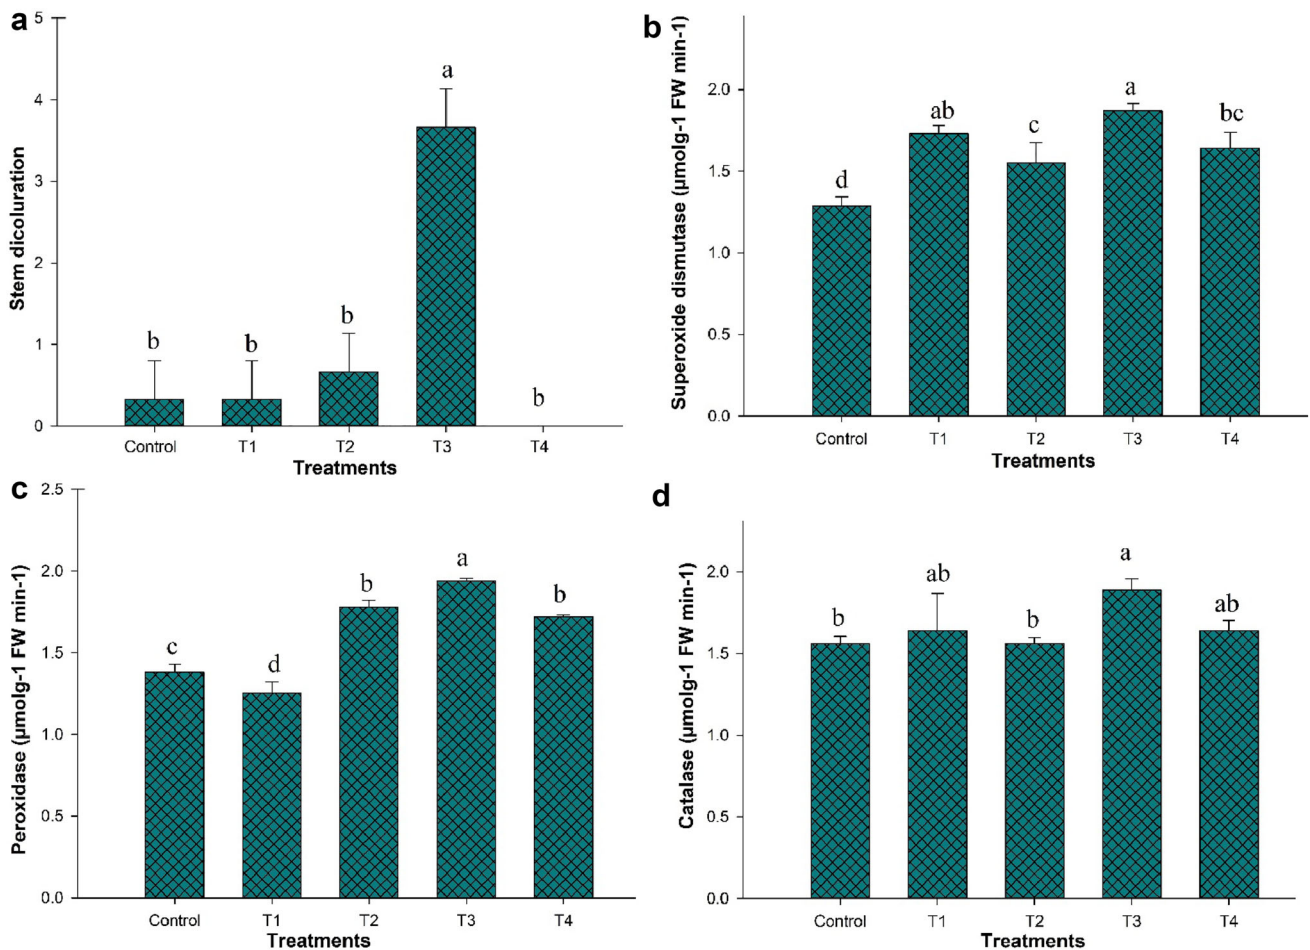 a
Stem dicoluration
5
4
3
2
1
0
b
b
b
a
b
Control T1 T2 T3 T4
Treatments
b
Superoxide dismutase (µmolg-1 FW min-1)
2.0
1.5
1.0
0.5
0.0
d
ab
c
a
bc
Control T1 T2 T3 T4
Treatments
c
Peroxidase (µmolg-1 FW min-1)
2.5
2.0
1.5
1.0
0.5
0.0
c
d
b
a
b
Control T1 T2 T3 T4
Treatments
d
Catalase (µmolg-1 FW min-1)
2.0
1.5
1.0
0.5
0.0
b
ab
b
a
ab
Control T1 T2 T3 T4
Treatments